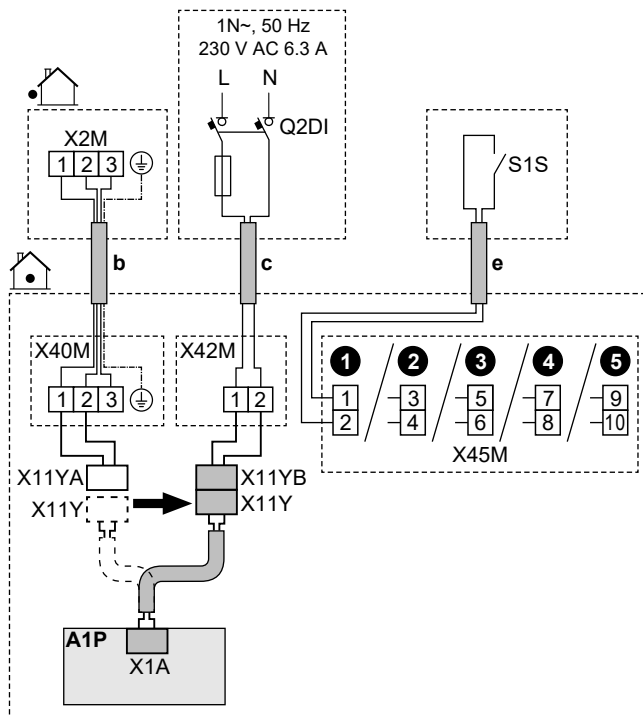 1N~, 50 Hz
230 V AC 6.3 A
L N
Q2DI
X2M
1 2 3
S1S
b
c
e
X40M
1 2 3
X42M
1 2
1 2 3 4 5
1 3 5 7 9
2 4 6 8 10
X45M
X11YA
X11YB
X11Y
X11Y
A1P
X1A